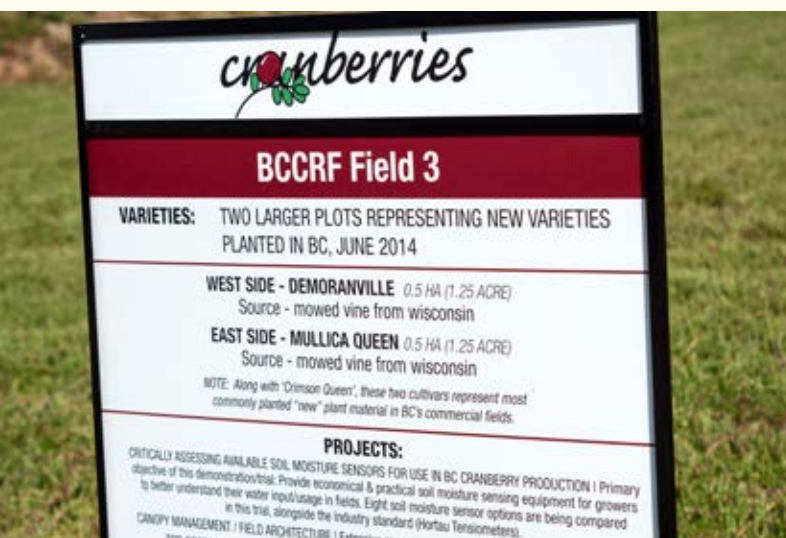 cranberries
BCCRF Field 3
VARIETIES: TWO LARGER PLOTS REPRESENTING NEW VARIETIES
PLANTED IN BC, JUNE 2014
WEST SIDE - DEMORANVILLE 0.5 HA (1.25 ACRE)
Source - mowed vine from wisconsin
EAST SIDE - MULLICA QUEEN 0.5 HA (1.25 ACRE)
Source - mowed vine from wisconsin
NOTE: Along with 'Crimson Queen', these two cultivars represent most
commonly planted "new" plant material in BC's commercial fields.
PROJECTS:
CRITICALLY ASSESSING AVAILABLE SOIL MOISTURE SENSORS FOR USE IN BC CRANBERRY PRODUCTION | Primary
objective of this demonstration/trial: Provide economical & practical soil moisture sensing equipment for growers
to better understand their water input/usage in fields. Eight soil moisture sensor options are being compared
in this trial, alongside the industry standard (Hortau Tensiometers).
CANOPY MANAGEMENT / FIELD ARCHITECTURE |